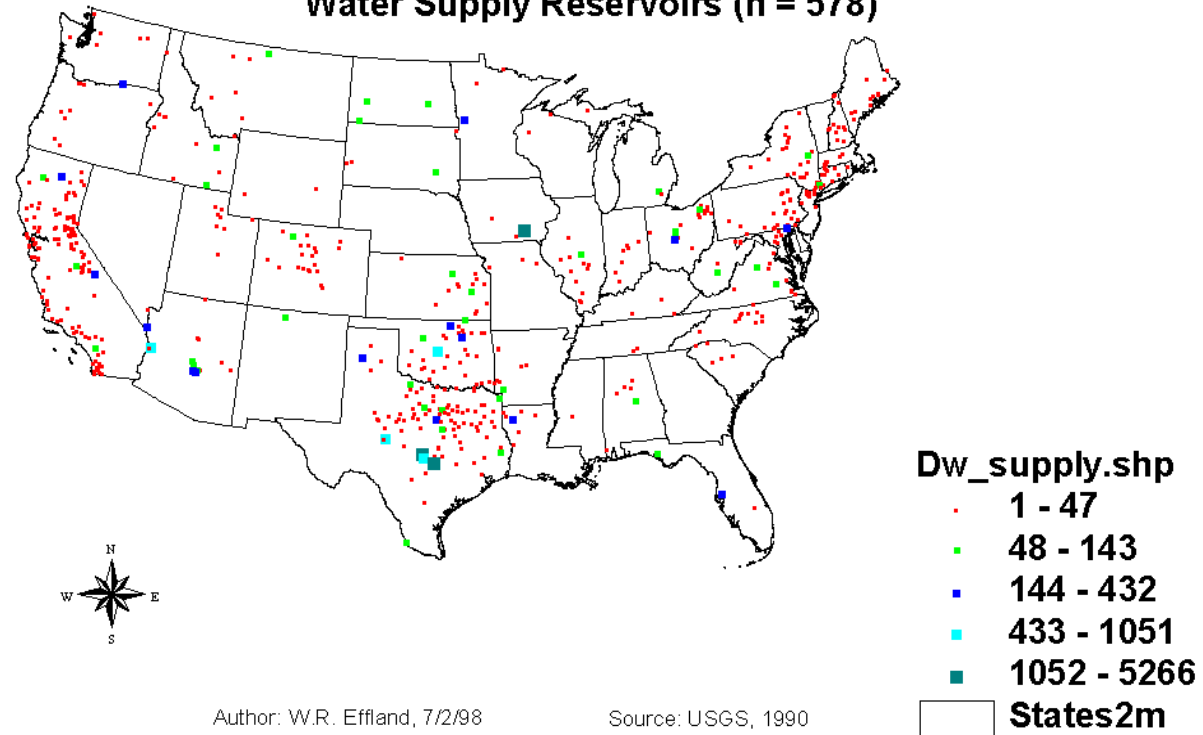 Water Supply Reservoirs (n = 578)
Dw_supply.shp
1 - 47
48 - 143
144 - 432
433 - 1051
1052 - 5266
States2m
N
W E
S
Author: W.R. Effland, 7/2/98 Source: USGS, 1990